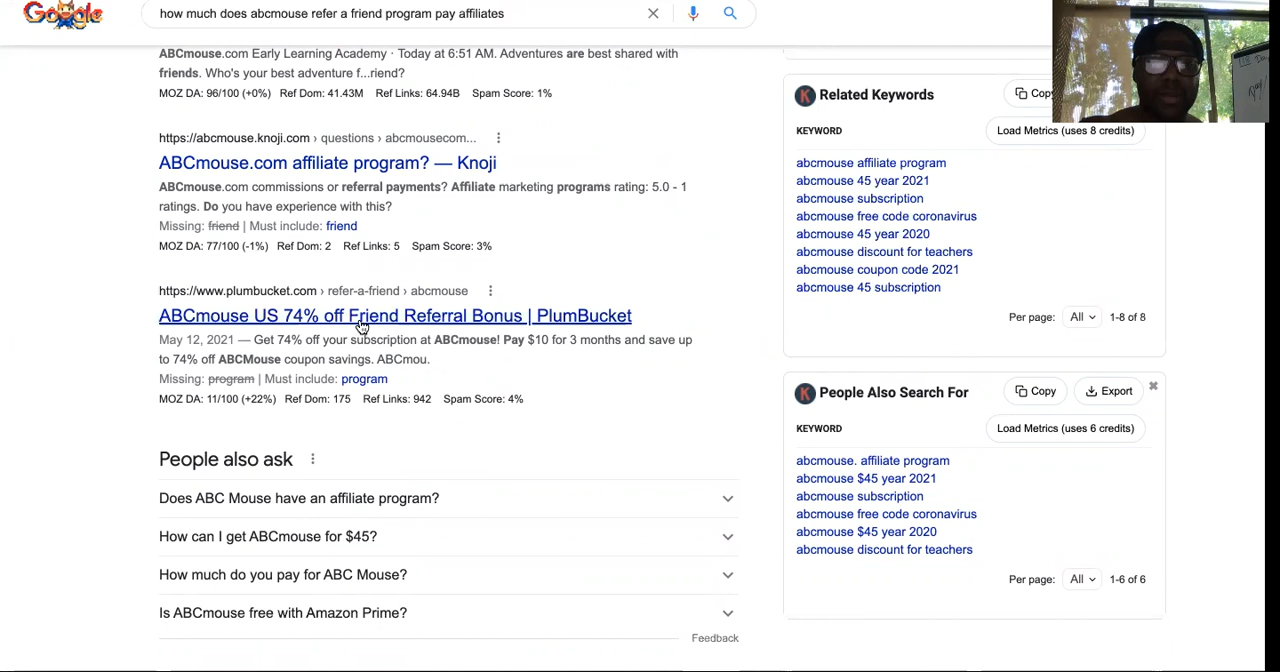 Google
how much does abcmouse refer a friend program pay affiliates
ABCmouse.com Early Learning Academy · Today at 6:51 AM. Adventures are best shared with
friends. Who's your best adventure f...riend?
MOZ DA: 96/100 (+0%) Ref Dom: 41.43M Ref Links: 64.94B Spam Score: 1%
https://abcmouse.knoji.com › questions › abcmousecom...
ABCmouse.com affiliate program? — Knoji
ABCmouse.com commissions or referral payments? Affiliate marketing programs rating: 5.0 - 1
ratings. Do you have experience with this?
Missing: friend | Must include: friend
MOZ DA: 77/100 (-1%) Ref Dom: 2 Ref Links: 5 Spam Score: 3%
https://www.plumbucket.com › refer-a-friend › abcmouse
ABCmouse US 74% off Friend Referral Bonus | PlumBucket
May 12, 2021 — Get 74% off your subscription at ABCmouse! Pay $10 for 3 months and save up
to 74% off ABCMouse coupon savings. ABCmou.
Missing: program | Must include: program
MOZ DA: 11/100 (+22%) Ref Dom: 175 Ref Links: 942 Spam Score: 4%
People also ask
Does ABC Mouse have an affiliate program?
How can I get ABCmouse for $45?
How much do you pay for ABC Mouse?
Is ABCmouse free with Amazon Prime?
Feedback
K Related Keywords
KEYWORD
Load Metrics (uses 8 credits)
abcmouse affiliate program
abcmouse 45 year 2021
abcmouse subscription
abcmouse free code coronavirus
abcmouse 45 year 2020
abcmouse discount for teachers
abcmouse coupon code 2021
abcmouse 45 subscription
Per page: All 1-8 of 8
K People Also Search For Copy Export
KEYWORD
Load Metrics (uses 6 credits)
abcmouse. affiliate program
abcmouse $45 year 2021
abcmouse subscription
abcmouse free code coronavirus
abcmouse $45 year 2020
abcmouse discount for teachers
Per page: All 1-6 of 6